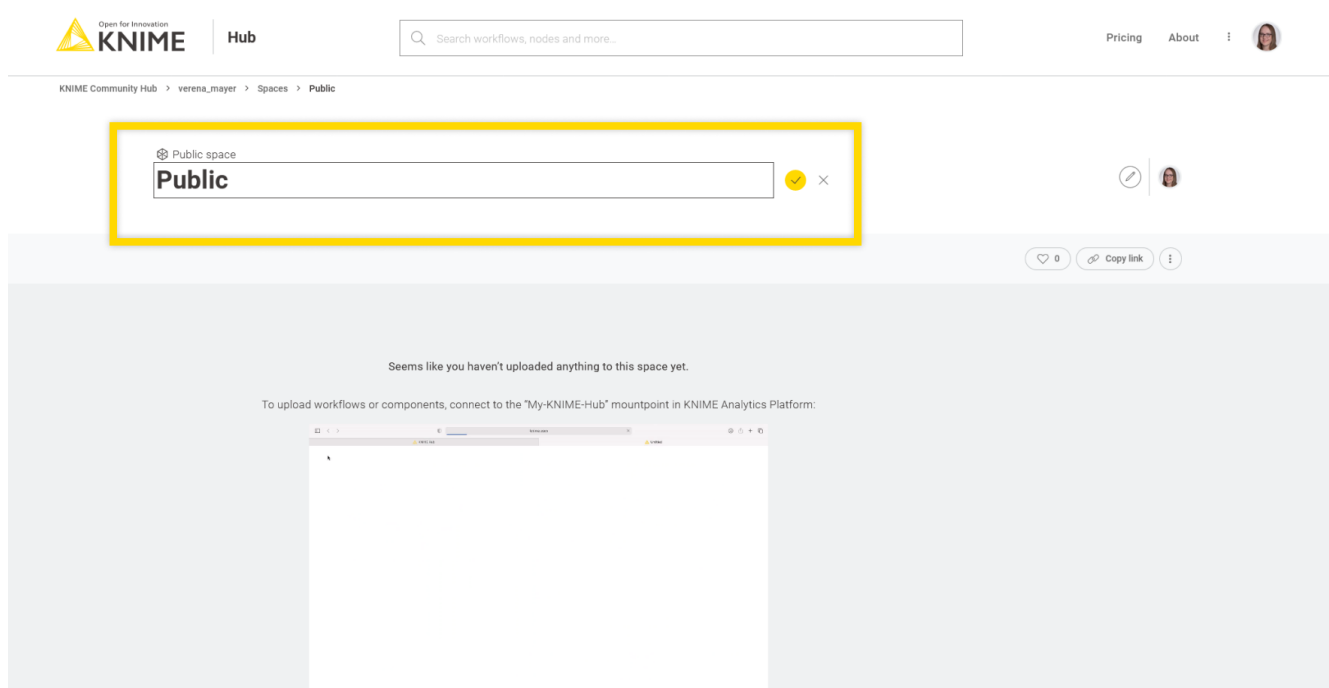 Open for Innovation
KNIME
Hub
Search workflows, nodes and more...
Pricing
About
KNIME Community Hub > verena_mayer > Spaces > Public
Public space
Public
0
Copy link
Seems like you haven't uploaded anything to this space yet.
To upload workflows or components, connect to the "My-KNIME-Hub" mountpoint in KNIME Analytics Platform: